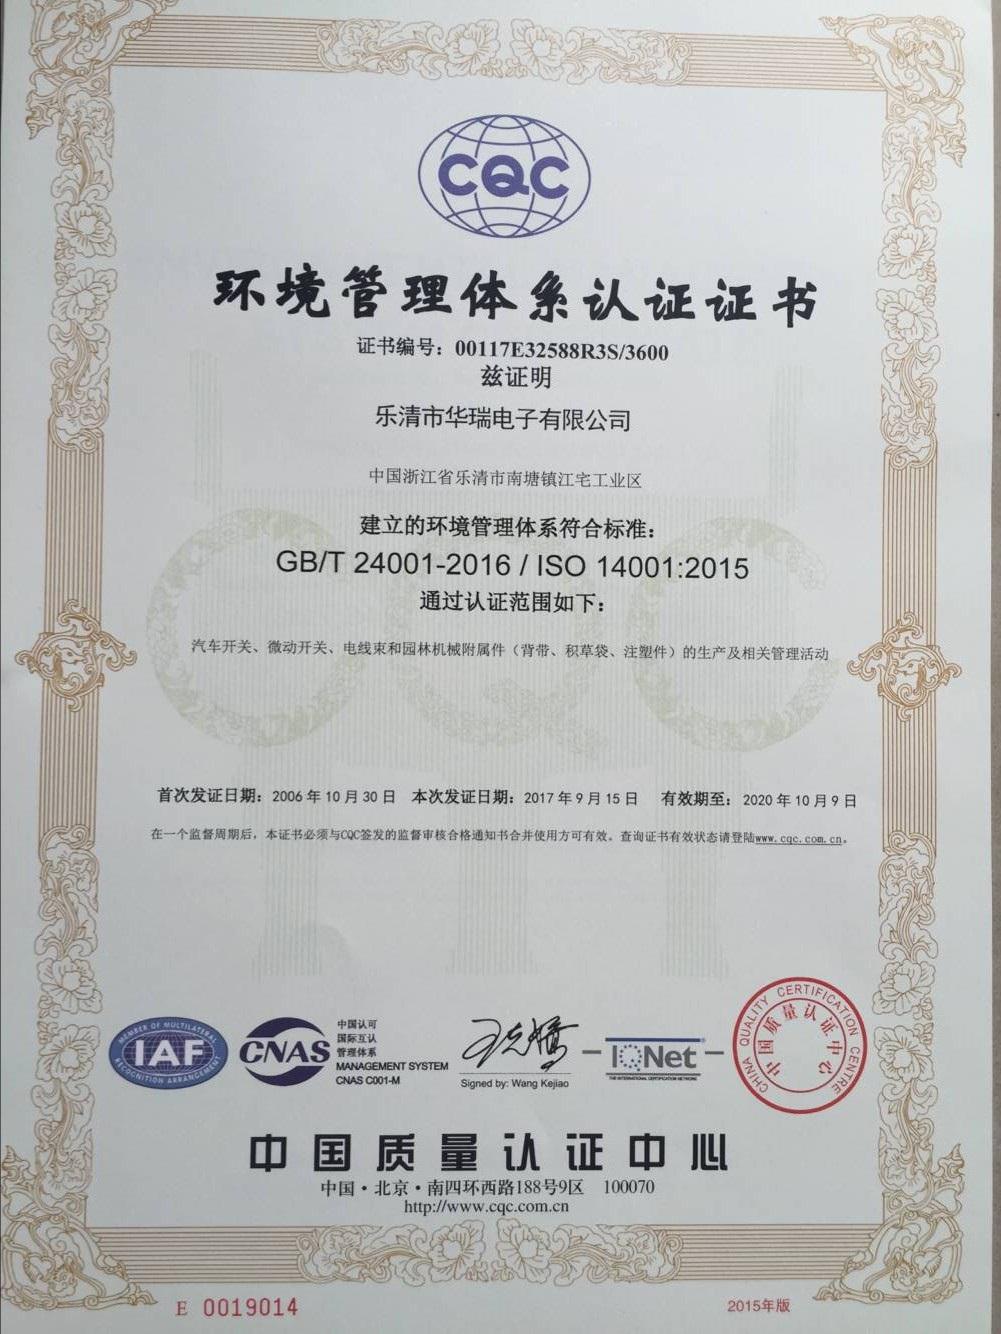 CQC
环境管理体系认证证书
证书编号：00117E32588R3S/3600
兹证明
乐清市华瑞电子有限公司
中国浙江省乐清市南塘镇江宅工业区
建立的环境管理体系符合标准：
GB/T 24001-2016 / ISO 14001:2015
通过认证范围如下：
汽车开关、微动开关、电线束和园林机械附属件（背带、积草袋、注塑件）的生产及相关管理活动
首次发证日期：2006 年 10 月 30 日 本次发证日期：2017 年 9 月 15 日 有效期至：2020 年 10 月 9 日
在一个监督周期后，本证书必须与CQC签发的监督审核合格通知书合并使用方可有效。查询证书有效状态请登陆www.cqc.com.cn。
MEMBER OF MULTILATERAL
IAF
RECOGNITION ARRANGEMENT
CNAS
中国认可
国际互认
管理体系
MANAGEMENT SYSTEM
CNAS C001-M
王克娇
Signed by: Wang Kejiao
IQNet
THE INTERNATIONAL CERTIFICATION NETWORK
CHINA QUALITY CERTIFICATION CENTRE
中国质量认证中心
中国质量认证中心
中国·北京·南四环西路188号9区 100070
http://www.cqc.com.cn
E 0019014
2015年版